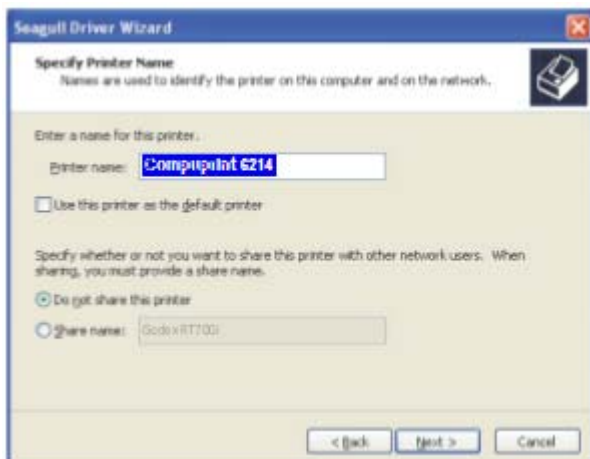 Seagull Driver Wizard
Specify Printer Name
Names are used to identify the printer on this computer and on the network.
Enter a name for this printer.
Printer name: Compuprint 6214
Use this printer as the default printer
Specify whether or not you want to share this printer with other network users. When
sharing, you must provide a share name.
Do not share this printer
Share name: GodexRT700i
< Back Next > Cancel